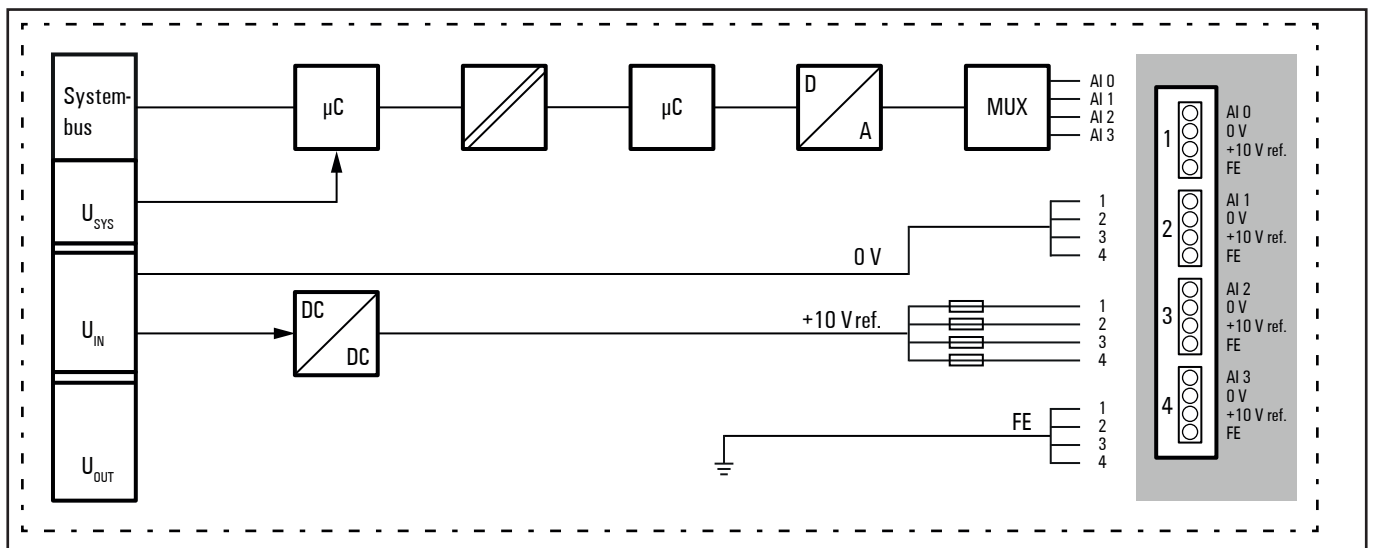 System-
bus
U SYS
U IN
U OUT
µC
µC
D
A
MUX
AI 0
AI 1
AI 2
AI 3
0 V
1
2
3
4
DC
DC
+10 V ref.
1
2
3
4
FE
1
2
3
4
1
AI 0
0 V
+10 V ref.
FE
2
AI 1
0 V
+10 V ref.
FE
3
AI 2
0 V
+10 V ref.
FE
4
AI 3
0 V
+10 V ref.
FE